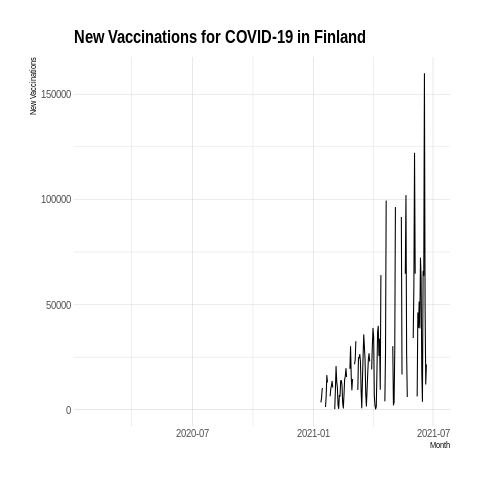 New Vaccinations for COVID-19 in Finland
New Vaccinations
150000
100000
50000
0
2020-07
2021-01
2021-07
Month